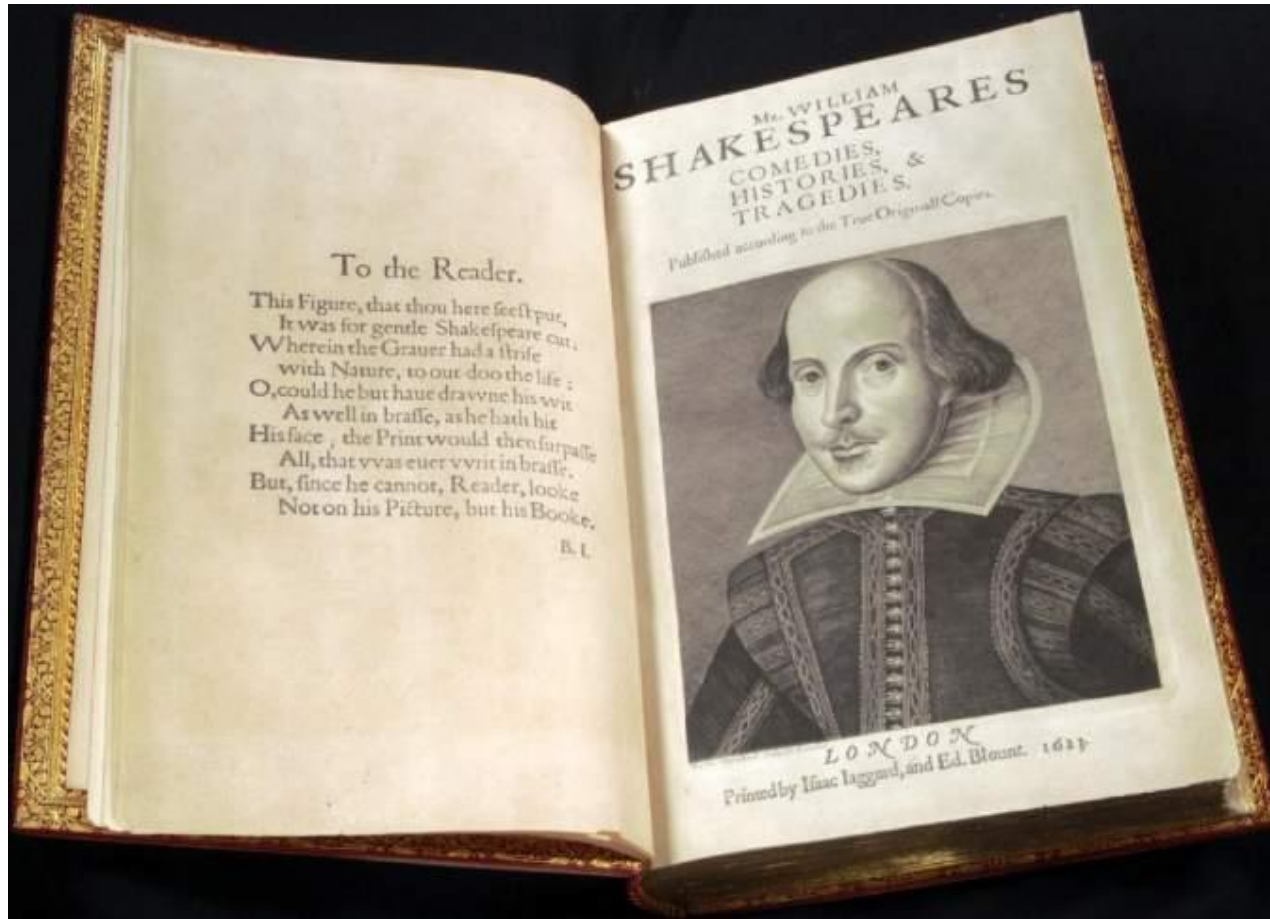 To the Reader.
This Figure, that thou here seeſt put,
It was for gentle Shakeſpeare cut,
Wherein the Grauer had a ſtrife
with Nature, to out-doo the life :
O, could he but haue dravvne his wit
As well in braſſe, as he hath hit
His face , the Print would then ſurpaſſe
All, that vvas euer vvrit in braſſe.
But, ſince he cannot, Reader, looke
Not on his Picture, but his Booke.
B. I.
Mr. WILLIAM
SHAKESPEARES
COMEDIES,
HISTORIES, &
TRAGEDIES.
Publiſhed according to the True Originall Copies.
LONDON
Printed by Iſaac Iaggard, and Ed. Blount. 1623.